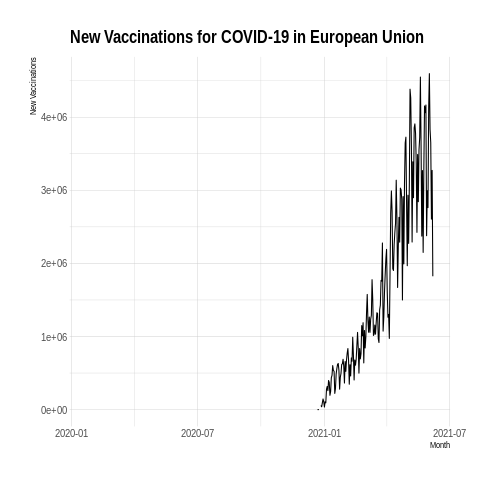 New Vaccinations for COVID-19 in European Union
New Vaccinations
4e+06
3e+06
2e+06
1e+06
0e+00
2020-01
2020-07
2021-01
2021-07
Month